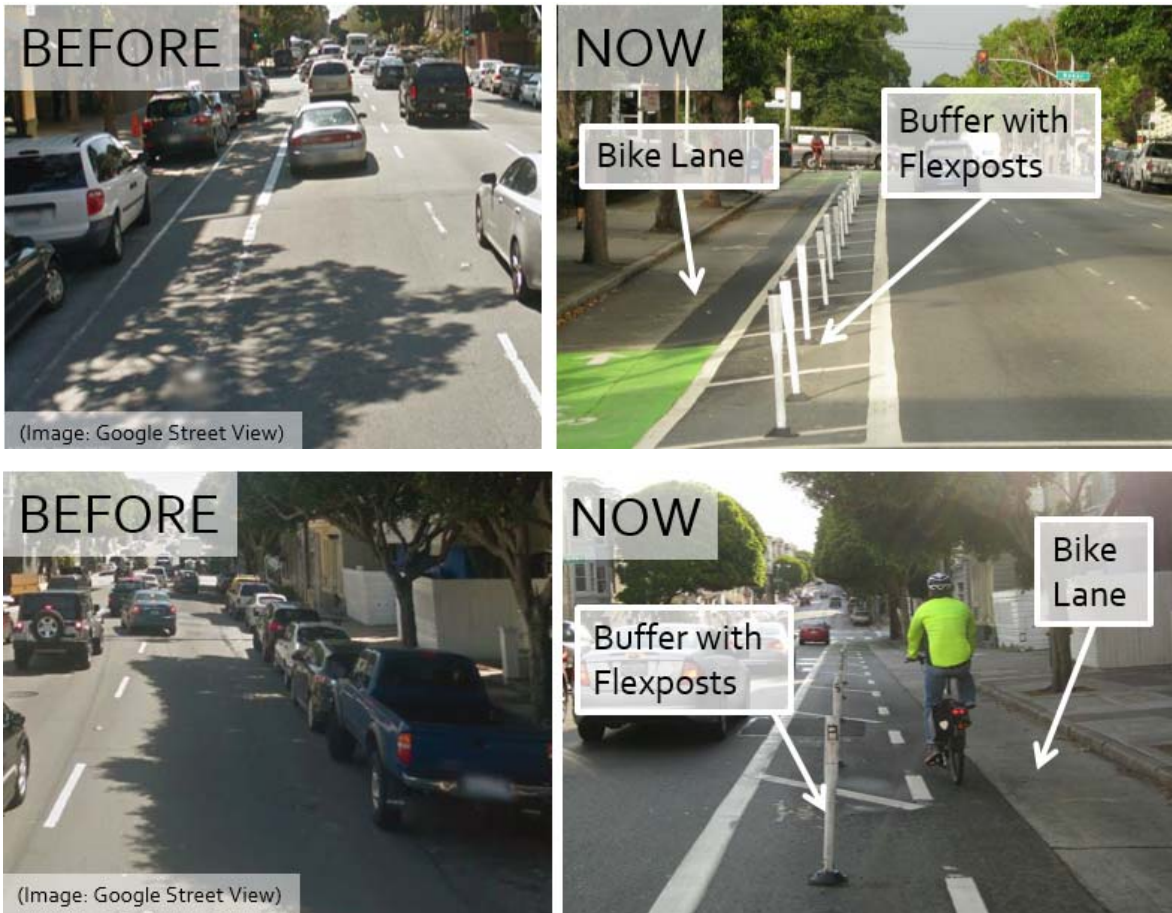 BEFORE
(Image: Google Street View)
NOW
Bike Lane
Buffer with
Flexposts
BEFORE
(Image: Google Street View)
NOW
Buffer with
Flexposts
Bike
Lane